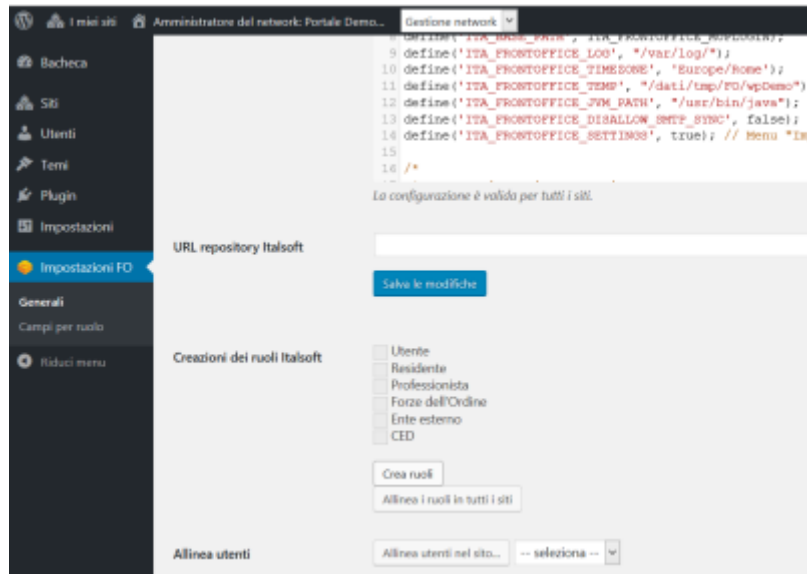 I miei siti Amministratore del network: Portale Demo... Gestione network
Bacheca
Siti
Utenti
Temi
Plugin
Impostazioni
Impostazioni FO
Generali
Campi per ruolo
Riduci menu
9 define('ITA_FRONTOFFICE_LOG', "/var/log/");
10 define('ITA_FRONTOFFICE_TIMEZONE', 'Europe/Rome');
11 define('ITA_FRONTOFFICE_TEMP', "/dati/tmp/FO/wpDemo")
12 define('ITA_FRONTOFFICE_JVM_PATH', "/usr/bin/java");
13 define('ITA_FRONTOFFICE_DISALLOW_SMTP_SYNC', false);
14 define('ITA_FRONTOFFICE_SETTINGS', true); // Menu "Im
15
16 /*
La configurazione è valida per tutti i siti.
URL repository Italsoft
Salva le modifiche
Creazioni dei ruoli Italsoft
Utente
Residente
Professionista
Forze dell'Ordine
Ente esterno
CED
Crea ruoli
Allinea i ruoli in tutti i siti
Allinea utenti
Allinea utenti nel sito... -- seleziona --